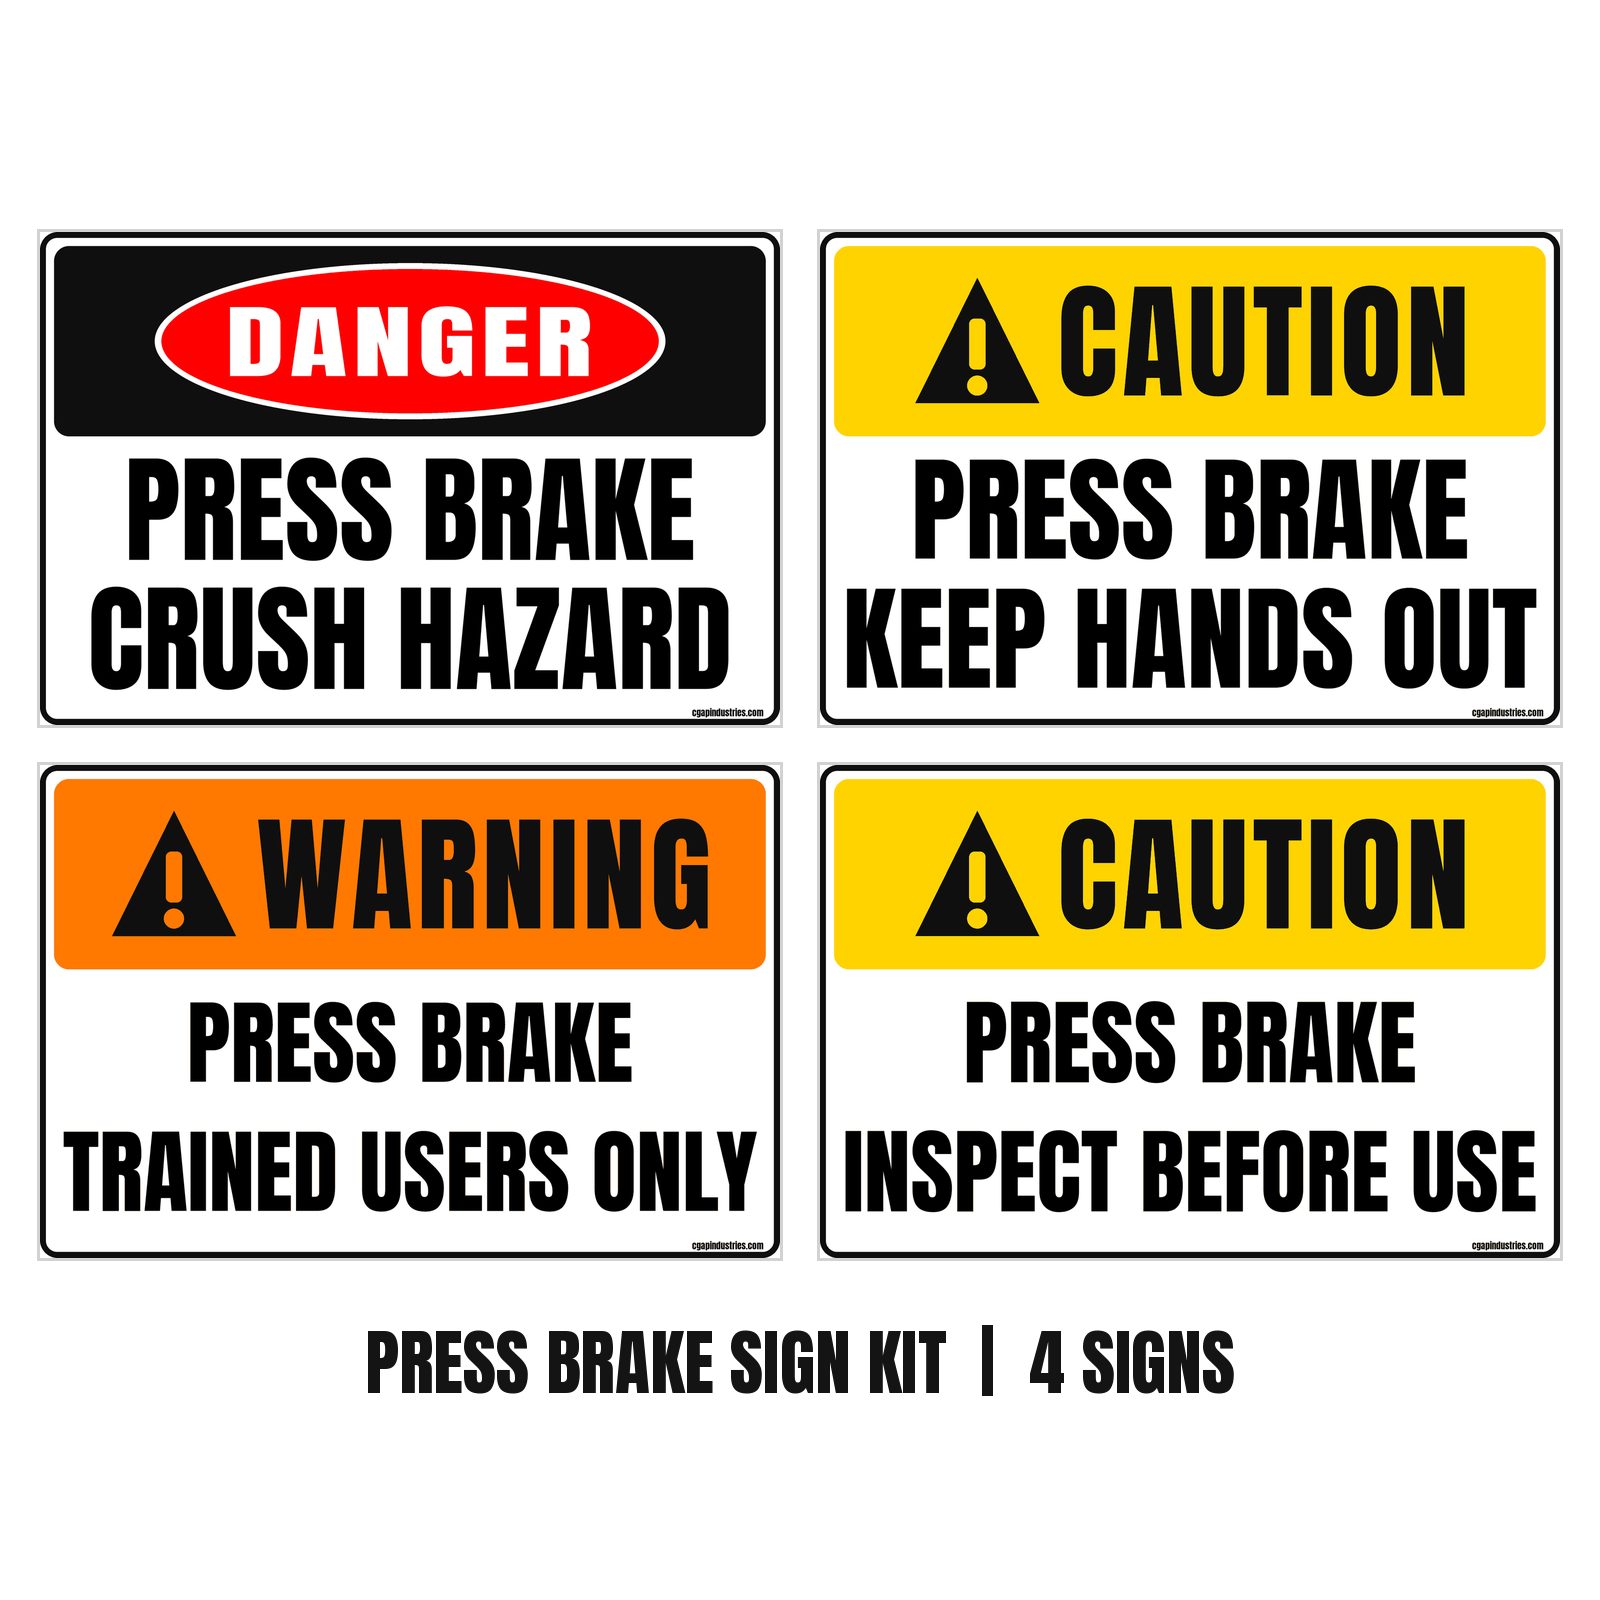 DANGER
PRESS BRAKE
CRUSH HAZARD
cgapindustries.com
CAUTION
PRESS BRAKE
KEEP HANDS OUT
cgapindustries.com
WARNING
PRESS BRAKE
TRAINED USERS ONLY
cgapindustries.com
CAUTION
PRESS BRAKE
INSPECT BEFORE USE
cgapindustries.com
PRESS BRAKE SIGN KIT | 4 SIGNS